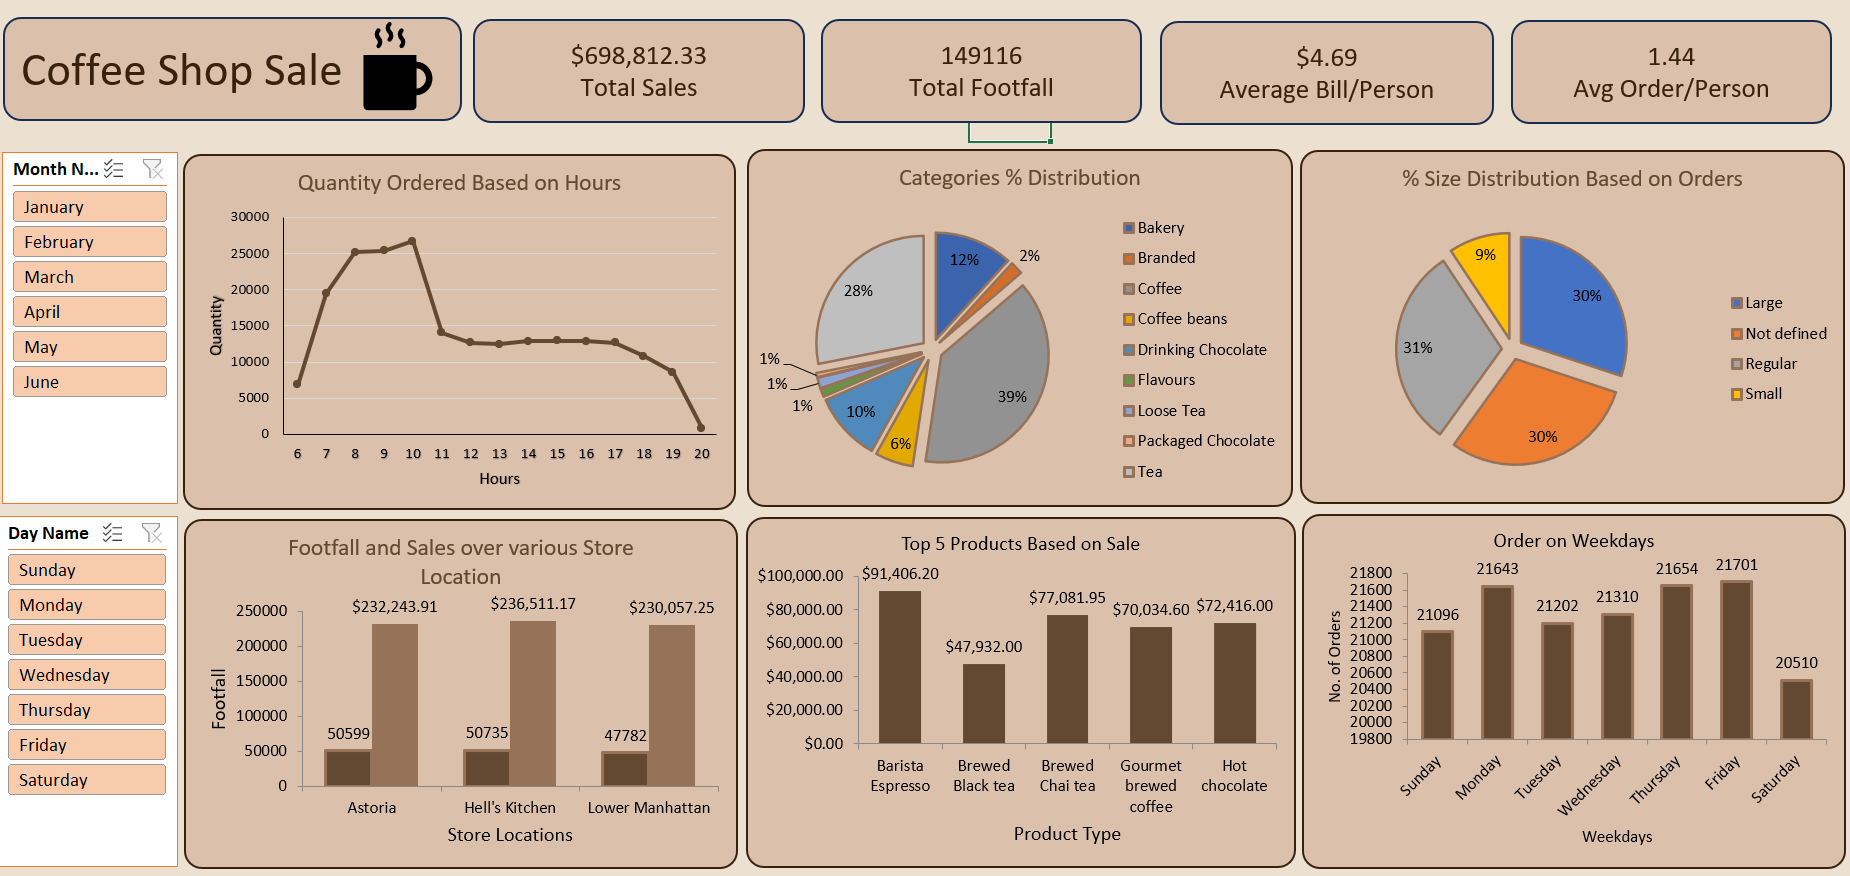 Coffee Shop Sale
$698,812.33
Total Sales
149116
Total Footfall
$4.69
Average Bill/Person
1.44
Avg Order/Person
Month N...
January
February
March
April
May
June
Quantity Ordered Based on Hours
Quantity
30000
25000
20000
15000
10000
5000
0
6 7 8 9 10 11 12 13 14 15 16 17 18 19 20
Hours
Categories % Distribution
12%
2%
39%
6%
10%
1%
1%
1%
28%
Bakery
Branded
Coffee
Coffee beans
Drinking Chocolate
Flavours
Loose Tea
Packaged Chocolate
Tea
% Size Distribution Based on Orders
9%
30%
31%
30%
Large
Not defined
Regular
Small
Day Name
Sunday
Monday
Tuesday
Wednesday
Thursday
Friday
Saturday
Footfall and Sales over various Store
Location
Footfall
250000
200000
150000
100000
50000
0
$232,243.91 $236,511.17 $230,057.25
50599 50735 47782
Astoria Hell's Kitchen Lower Manhattan
Store Locations
Top 5 Products Based on Sale
$100,000.00
$80,000.00
$60,000.00
$40,000.00
$20,000.00
$0.00
$91,406.20
$47,932.00
$77,081.95
$70,034.60
$72,416.00
Barista
Espresso
Brewed
Black tea
Brewed
Chai tea
Gourmet
brewed
coffee
Hot
chocolate
Product Type
Order on Weekdays
No. of Orders
21800
21600
21400
21200
21000
20800
20600
20400
20200
20000
19800
21096
21643
21202
21310
21654
21701
20510
Sunday
Monday
Tuesday
Wednesday
Thursday
Friday
Saturday
Weekdays